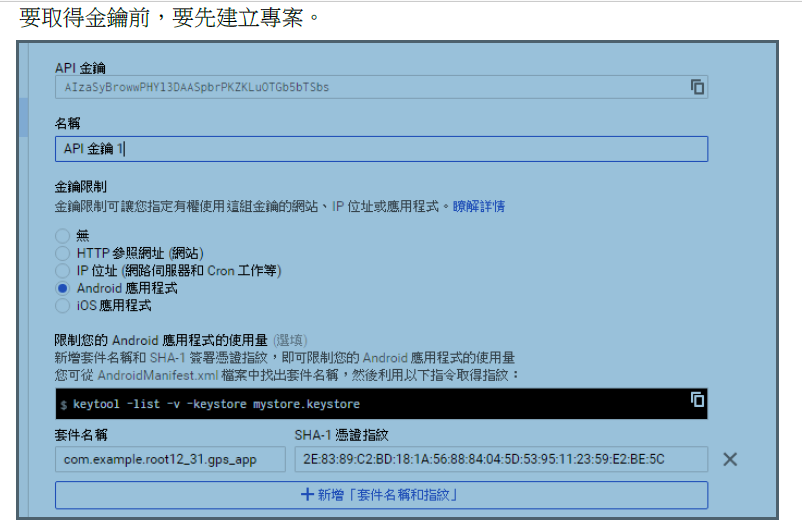 要取得金鑰前，要先建立專案。
API 金鑰
AIzaSyBrowwPHYl3DAASpbrPKZKLuOTGb5bTSbs
名稱
API 金鑰 1
金鑰限制
金鑰限制可讓您指定有權使用這組金鑰的網站、IP 位址或應用程式。瞭解詳情
無
HTTP 參照網址 (網站)
IP 位址 (網路伺服器和 Cron 工作等)
Android 應用程式
iOS 應用程式
限制您的 Android 應用程式的使用量 (選填)
新增套件名稱和 SHA-1 簽署憑證指紋，即可限制您的 Android 應用程式的使用量
您可從 AndroidManifest.xml 檔案中找出套件名稱，然後利用以下指令取得指紋：
$ keytool -list -v -keystore mystore.keystore
套件名稱 SHA-1 憑證指紋
com.example.root12_31.gps_app 2E:83:89:C2:BD:18:1A:56:88:84:04:5D:53:95:11:23:59:E2:BE:5C
+ 新增「套件名稱和指紋」